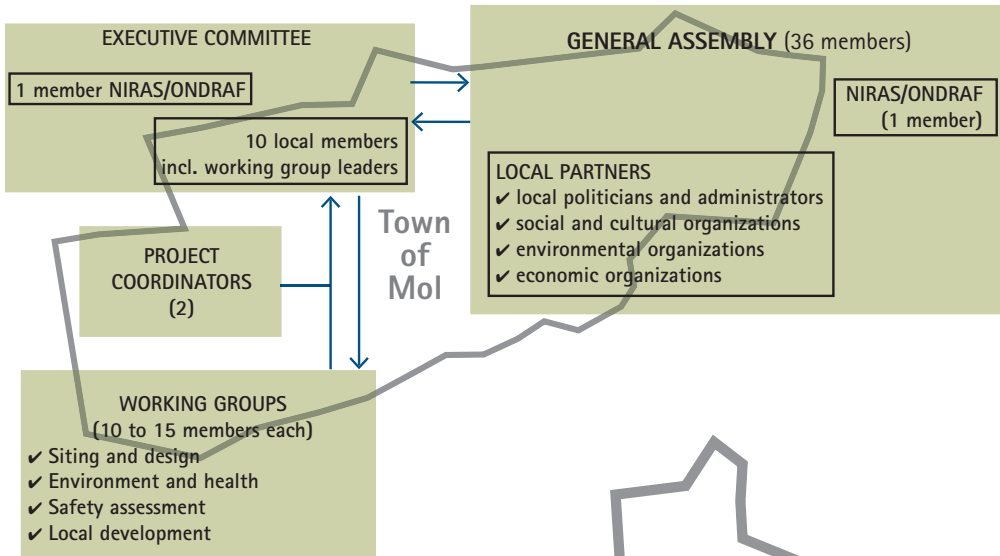 EXECUTIVE COMMITTEE
1 member NIRAS/ONDRAF
10 local members
incl. working group leaders
GENERAL ASSEMBLY (36 members)
NIRAS/ONDRAF
(1 member)
LOCAL PARTNERS
✔ local politicians and administrators
✔ social and cultural organizations
✔ environmental organizations
✔ economic organizations
Town
of
Mol
PROJECT
COORDINATORS
(2)
WORKING GROUPS
(10 to 15 members each)
✔ Siting and design
✔ Environment and health
✔ Safety assessment
✔ Local development